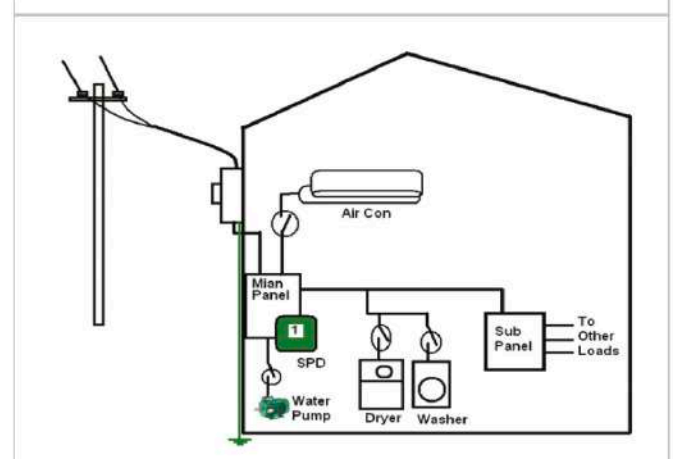 Air Con
Mian
Panel
1
SPD
Water
Pump
Dryer
Washer
Sub
Panel
To
Other
Loads